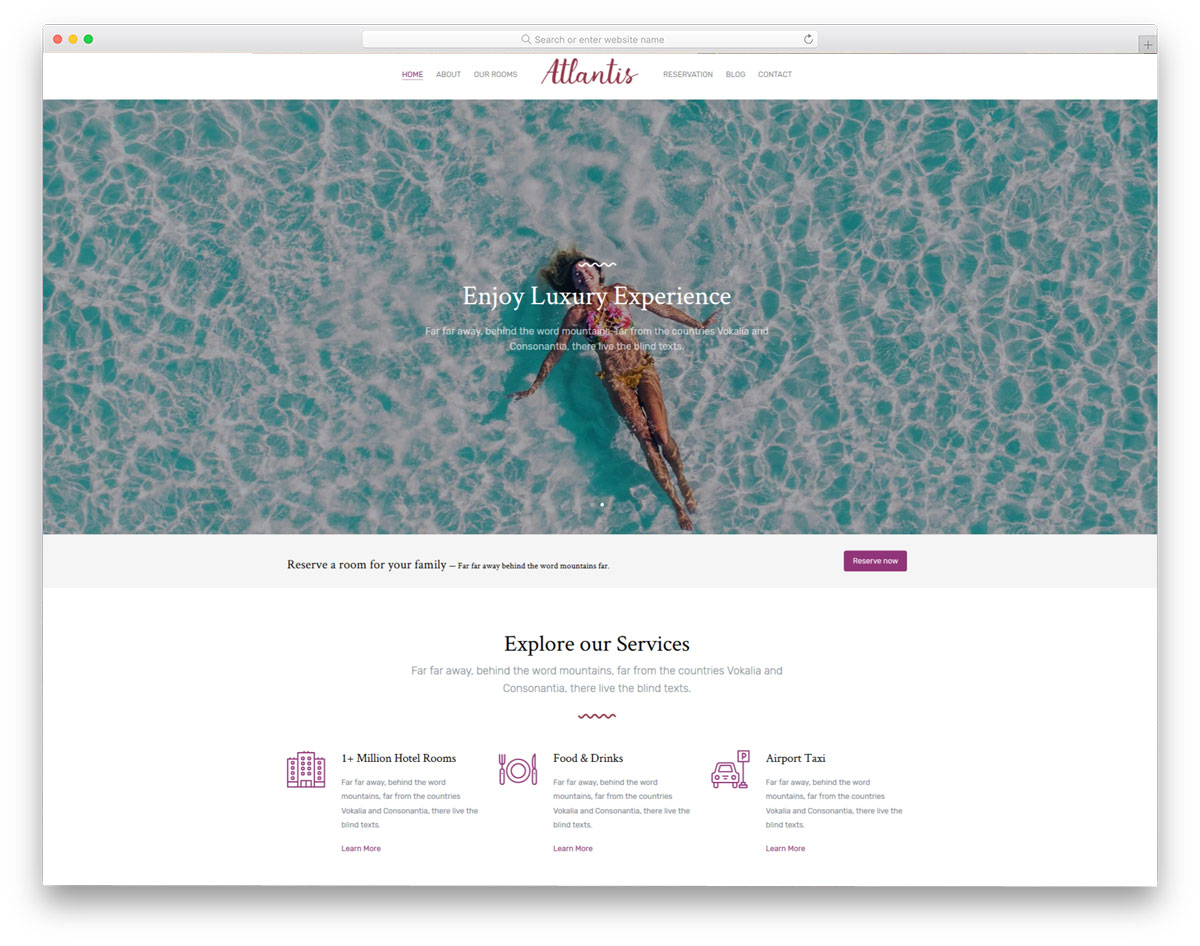 Search or enter website name
HOME ABOUT OUR ROOMS Atlantis RESERVATION BLOG CONTACT
Enjoy Luxury Experience
Far far away, behind the word mountains, far from the countries Vokalia and
Consonantia, there live the blind texts.
Reserve a room for your family — Far far away behind the word mountains far.
Reserve now
Explore our Services
Far far away, behind the word mountains, far from the countries Vokalia and
Consonantia, there live the blind texts.
1+ Million Hotel Rooms
Far far away, behind the word
mountains, far from the countries
Vokalia and Consonantia, there live the
blind texts.
Learn More
Food & Drinks
Far far away, behind the word
mountains, far from the countries
Vokalia and Consonantia, there live the
blind texts.
Learn More
P
Airport Taxi
Far far away, behind the word
mountains, far from the countries
Vokalia and Consonantia, there live the
blind texts.
Learn More